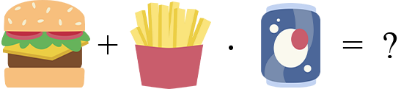 + · = ?